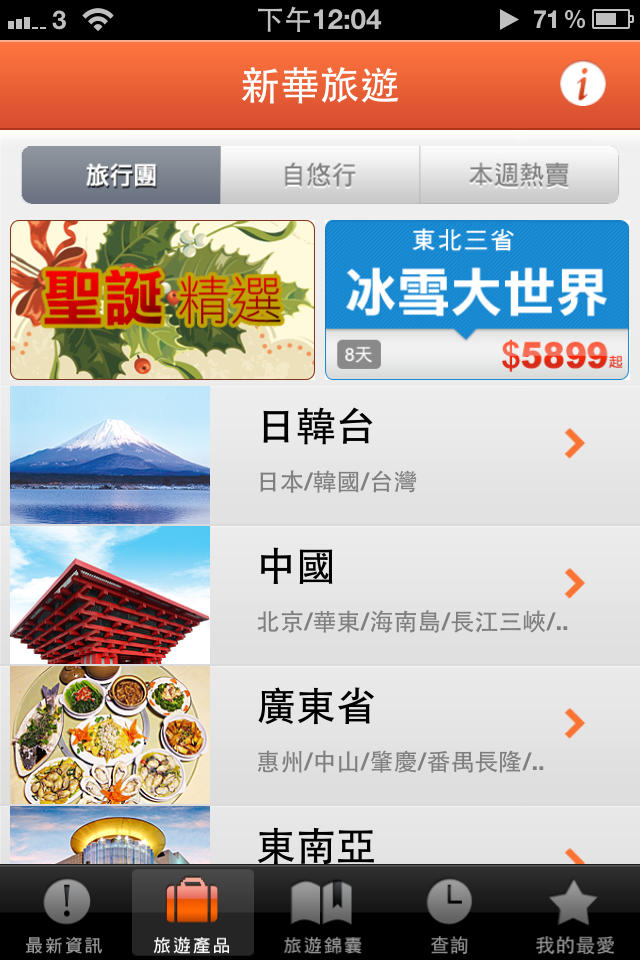 3 下午12:04 71%
新華旅遊 i
旅行團 自悠行 本週熱賣
聖誕 精選
東北三省
冰雪大世界
8天 $5899起
日韓台
日本/韓國/台灣
中國
北京/華東/海南島/長江三峽/..
廣東省
惠州/中山/肇慶/番禺長隆/..
東南亞
最新資訊 旅遊產品 旅遊錦囊 查詢 我的最愛